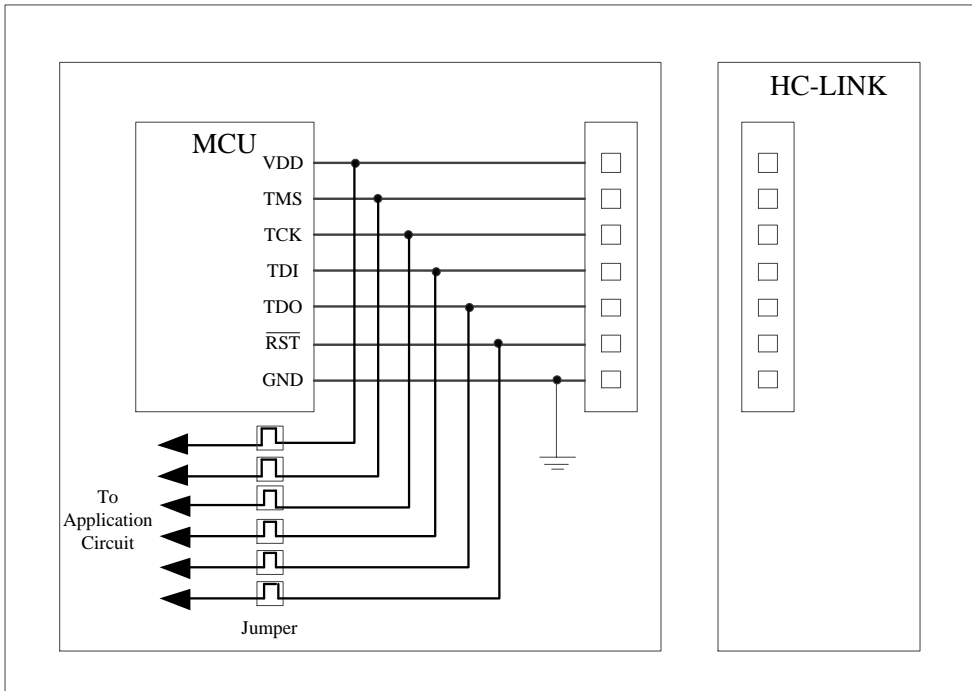 HC-LINK
MCU
VDD
TMS
TCK
TDI
TDO
RST
GND
To
Application
Circuit
Jumper